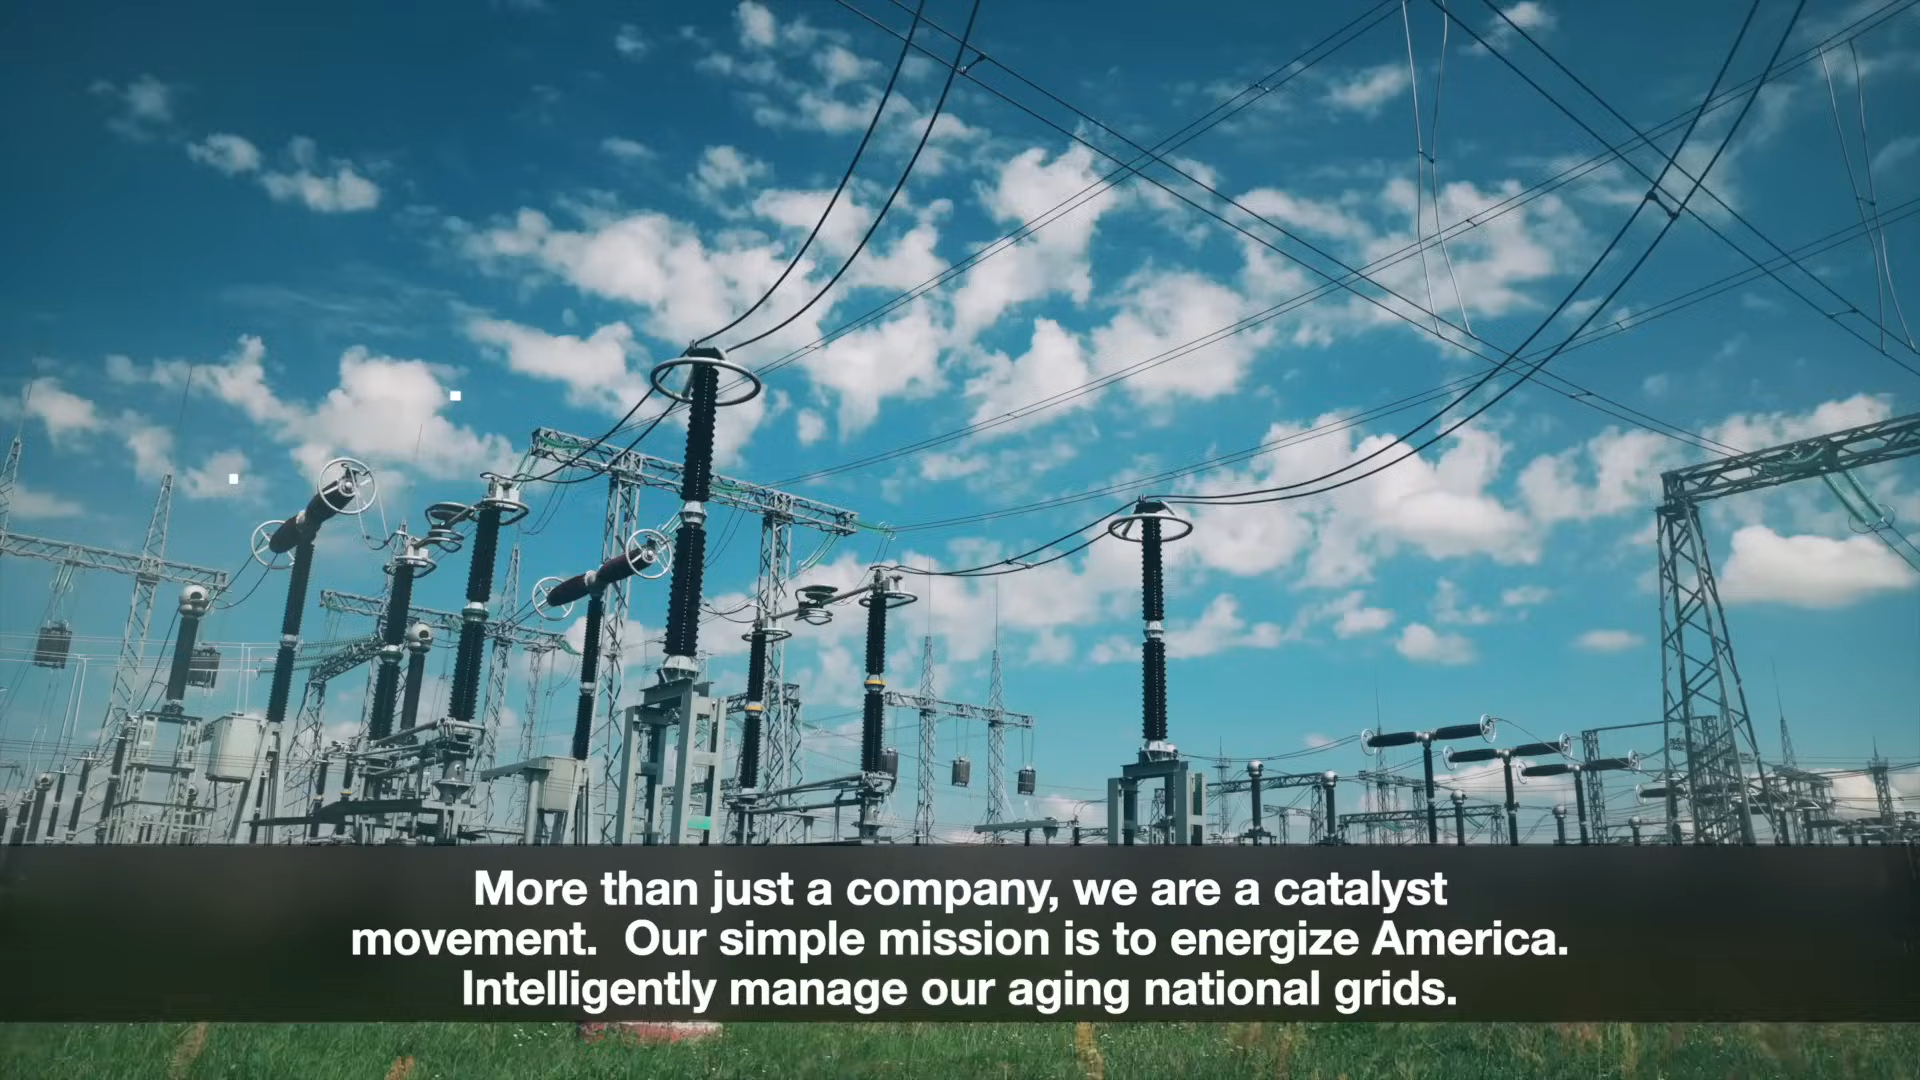 More than just a company, we are a catalyst
movement.  Our simple mission is to energize America.
Intelligently manage our aging national grids.